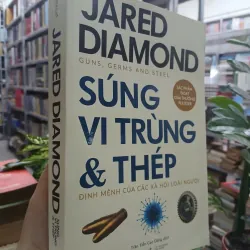 JARED
DIAMOND
GUNS, GERMS AND STEEL
SÚNG
VI TRÙNG
& THÉP
ĐỊNH MỆNH CỦA CÁC XÃ HỘI LOÀI NGƯỜI
JARED DIAMOND
SÚNG, VI TRÙNG & THÉP